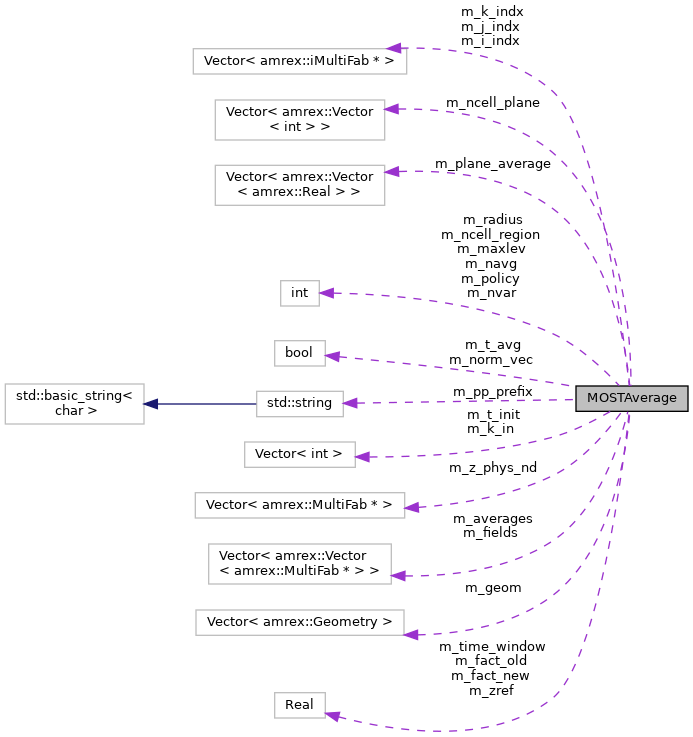 m_k_indx
m_j_indx
m_i_indx
Vector< amrex::iMultiFab * >
m_ncell_plane
Vector< amrex::Vector
< int > >
m_plane_average
Vector< amrex::Vector
< amrex::Real > >
m_radius
m_ncell_region
m_maxlev
m_navg
m_policy
m_nvar
int
m_t_avg
m_norm_vec
bool
std::basic_string<
char >
std::string
m_pp_prefix
MOSTAverage
m_t_init
m_k_in
Vector< int >
m_z_phys_nd
Vector< amrex::MultiFab * >
m_averages
m_fields
Vector< amrex::Vector
< amrex::MultiFab * > >
m_geom
Vector< amrex::Geometry >
m_time_window
m_fact_old
m_fact_new
m_zref
Real